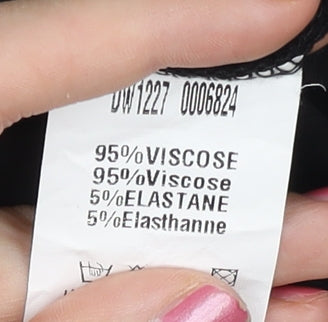 DW1227 0006824
95%VISCOSE
95%Viscose
5%ELASTANE
5%Elasthanne